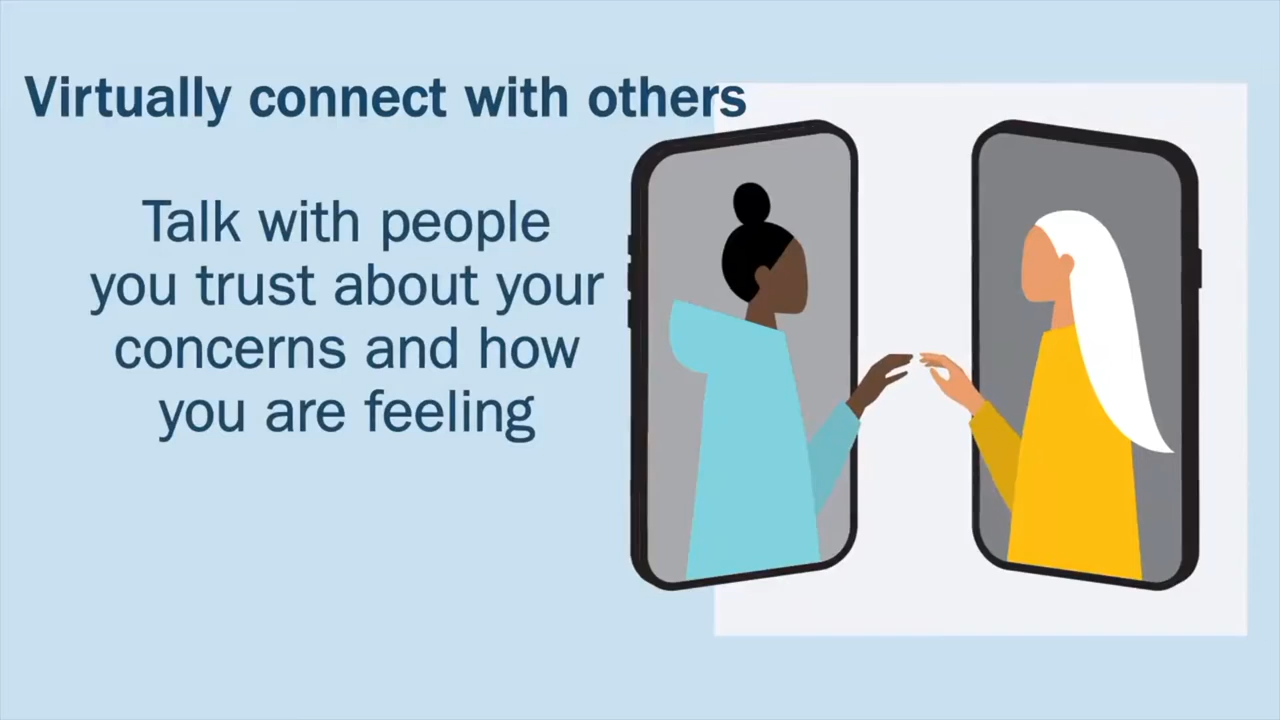 Virtually connect with others
Talk with people
you trust about your
concerns and how
you are feeling